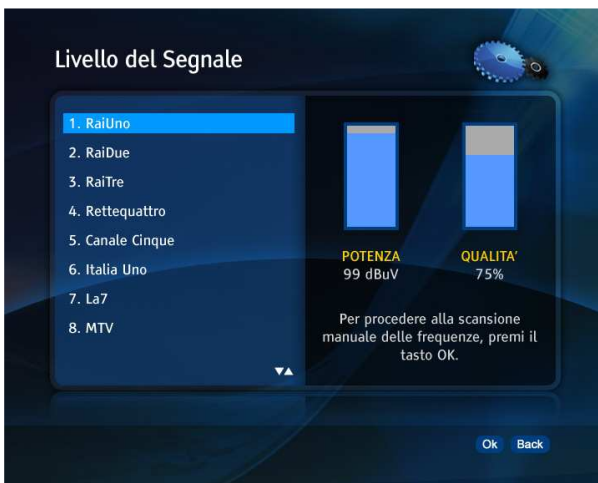 Livello del Segnale
1. RaiUno
2. RaiDue
3. RaiTre
4. Rettequattro
5. Canale Cinque
6. Italia Uno
7. La7
8. MTV
POTENZA
99 dBuV
QUALITA'
75%
Per procedere alla scansione
manuale delle frequenze, premi il
tasto OK.
Ok Back